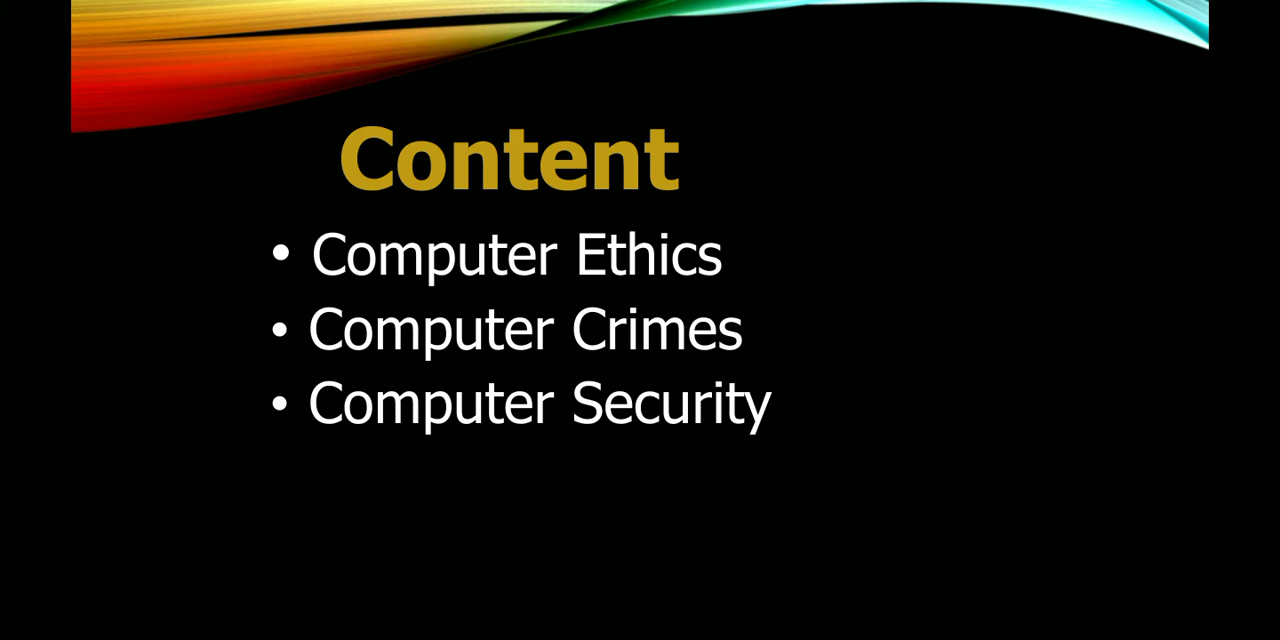 Content
• Computer Ethics
• Computer Crimes
• Computer Security